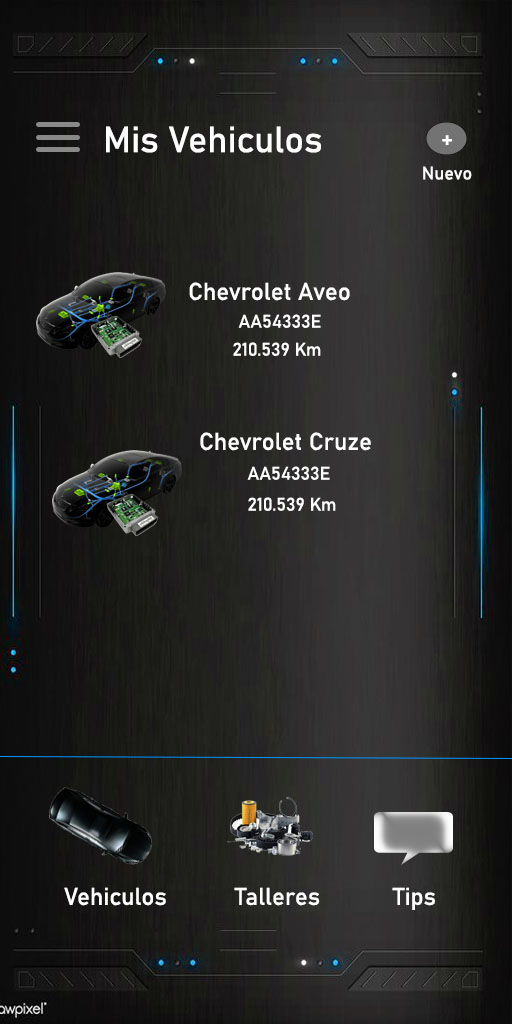 Mis Vehiculos
+
Nuevo
Chevrolet Aveo
AA54333E
210.539 Km
Chevrolet Cruze
AA54333E
210.539 Km
Vehiculos
Talleres
Tips
awpixel